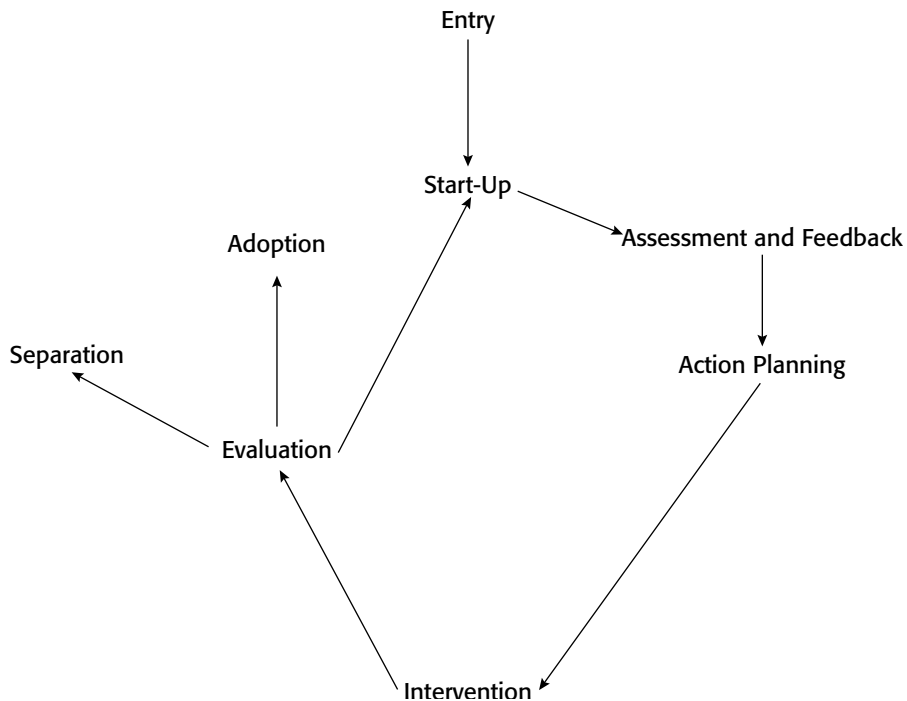 Entry
Start-Up
Assessment and Feedback
Adoption
Separation
Action Planning
Evaluation
Intervention